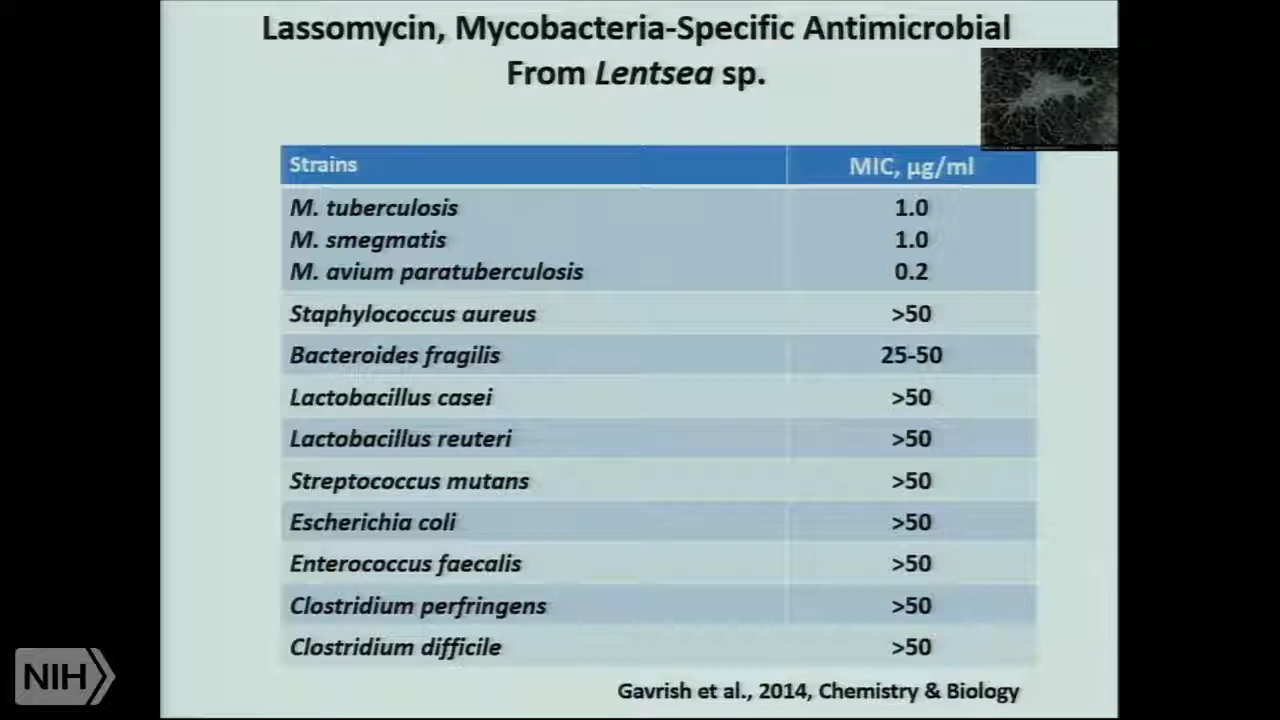 Lassomycin, Mycobacteria-Specific Antimicrobial
From Lentsea sp.
Strains MIC, µg/ml
M. tuberculosis 1.0
M. smegmatis 1.0
M. avium paratuberculosis 0.2
Staphylococcus aureus >50
Bacteroides fragilis 25-50
Lactobacillus casei >50
Lactobacillus reuteri >50
Streptococcus mutans >50
Escherichia coli >50
Enterococcus faecalis >50
Clostridium perfringens >50
Clostridium difficile >50
Gavrish et al., 2014, Chemistry & Biology
NIH